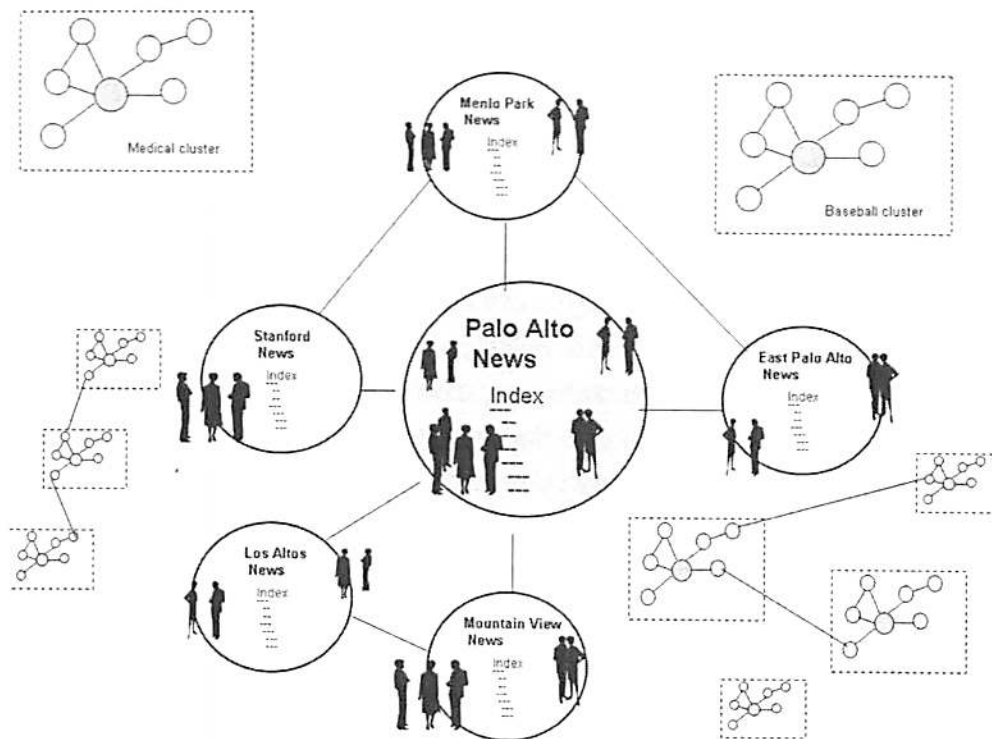 Medical cluster
Menlo Park
News
Index
Baseball cluster
Stanford
News
Index
Palo Alto
News
Index
East Palo Alto
News
Index
Los Altos
News
Index
Mountain View
News
Index